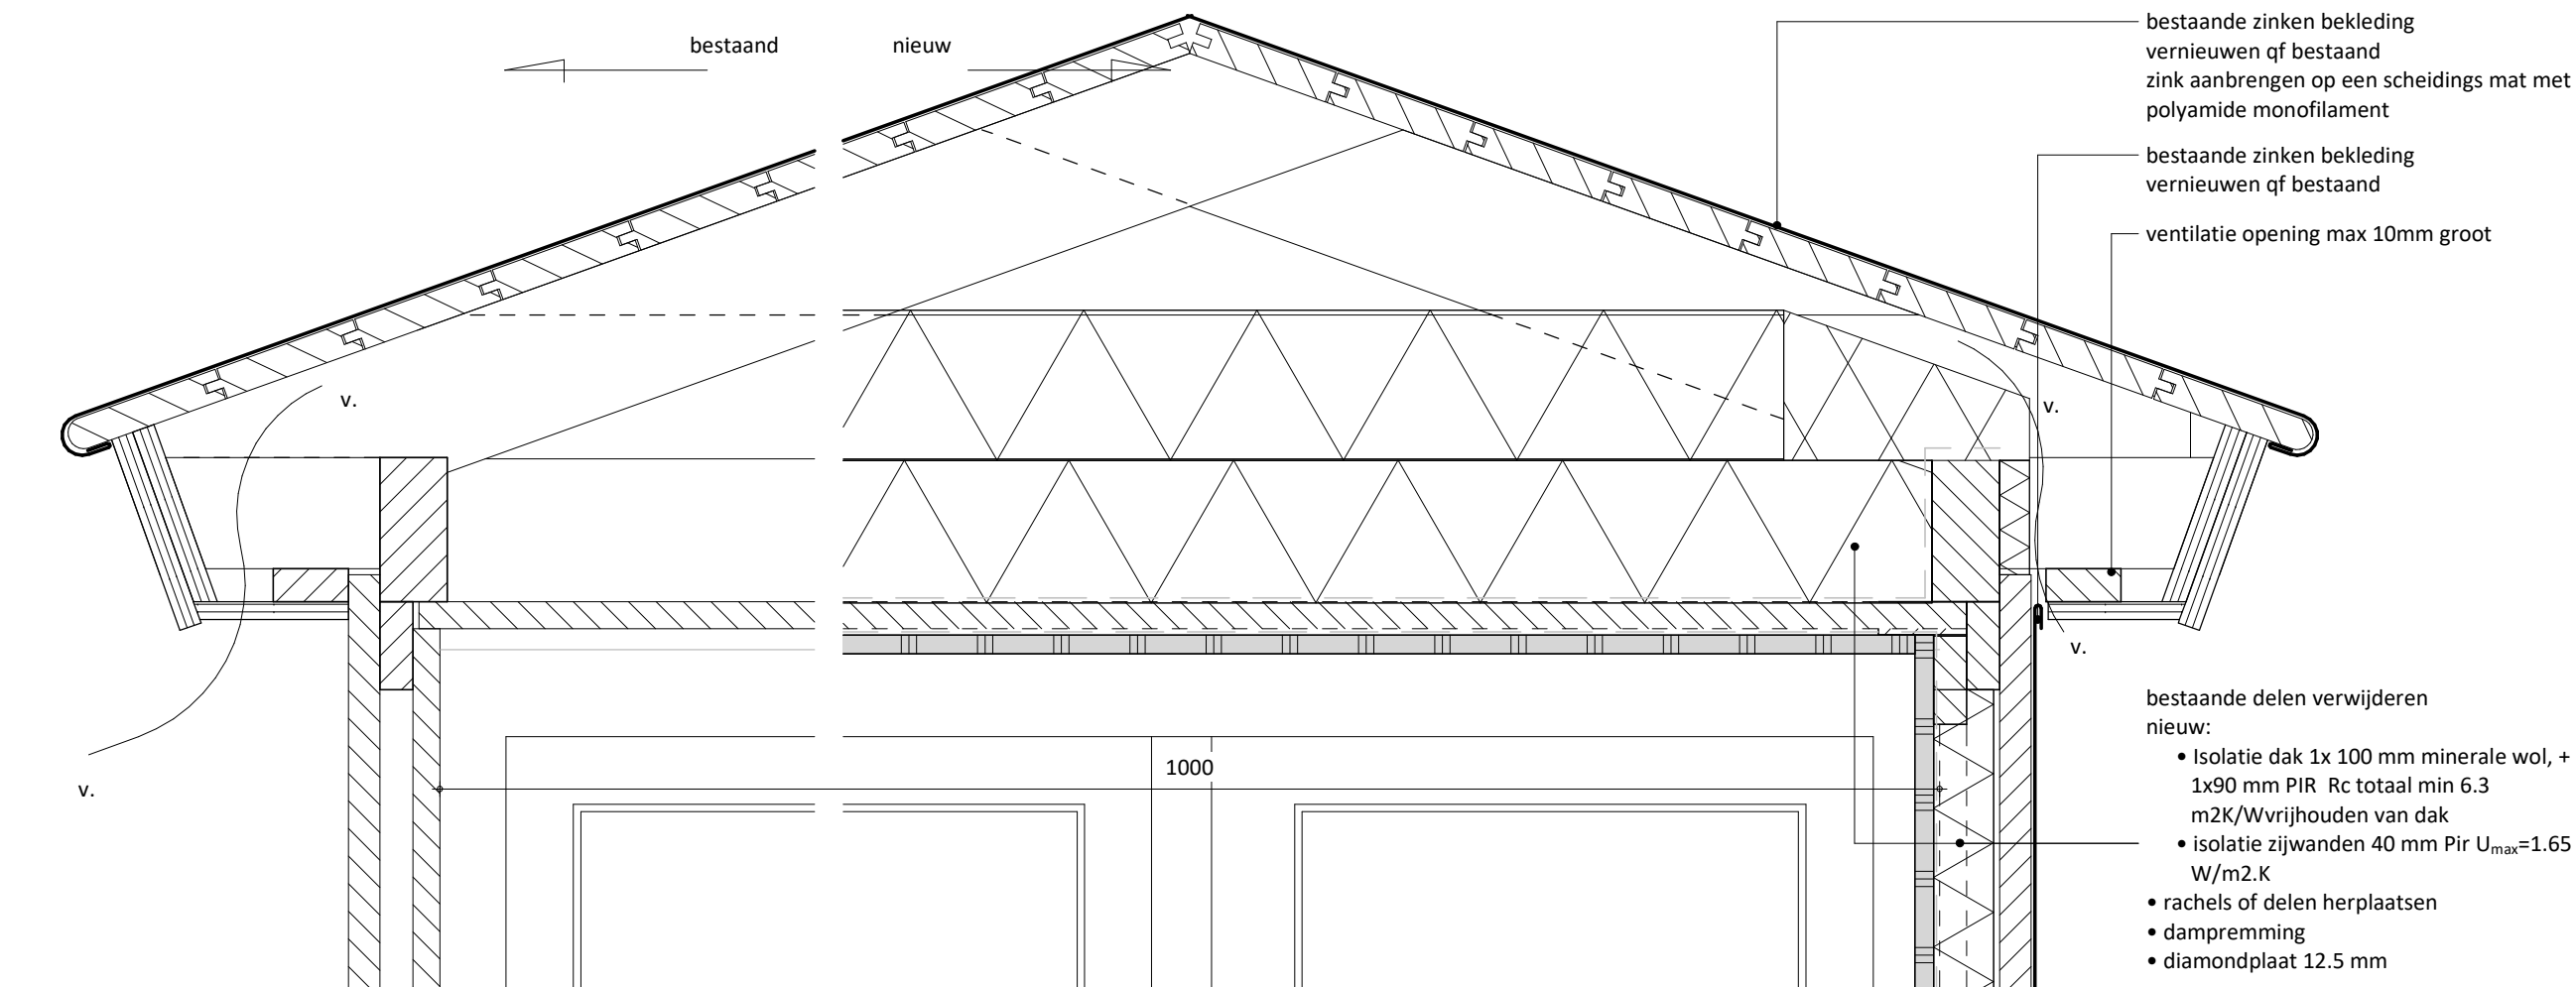 bestaand
nieuw
bestaande zinken bekleding
vernieuwen qf bestaand
zink aanbrengen op een scheidings mat met
polyamide monofilament
bestaande zinken bekleding
vernieuwen qf bestaand
ventilatie opening max 10mm groot
v.
v.
v.
v.
1000
bestaande delen verwijderen
nieuw:
• Isolatie dak 1x 100 mm minerale wol, +
1x90 mm PIR Rc totaal min 6.3
m2K/Wvrijhouden van dak
• isolatie zijwanden 40 mm Pir Umax=1.65
W/m2.K
• rachels of delen herplaatsen
• dampremming
• diamondplaat 12.5 mm